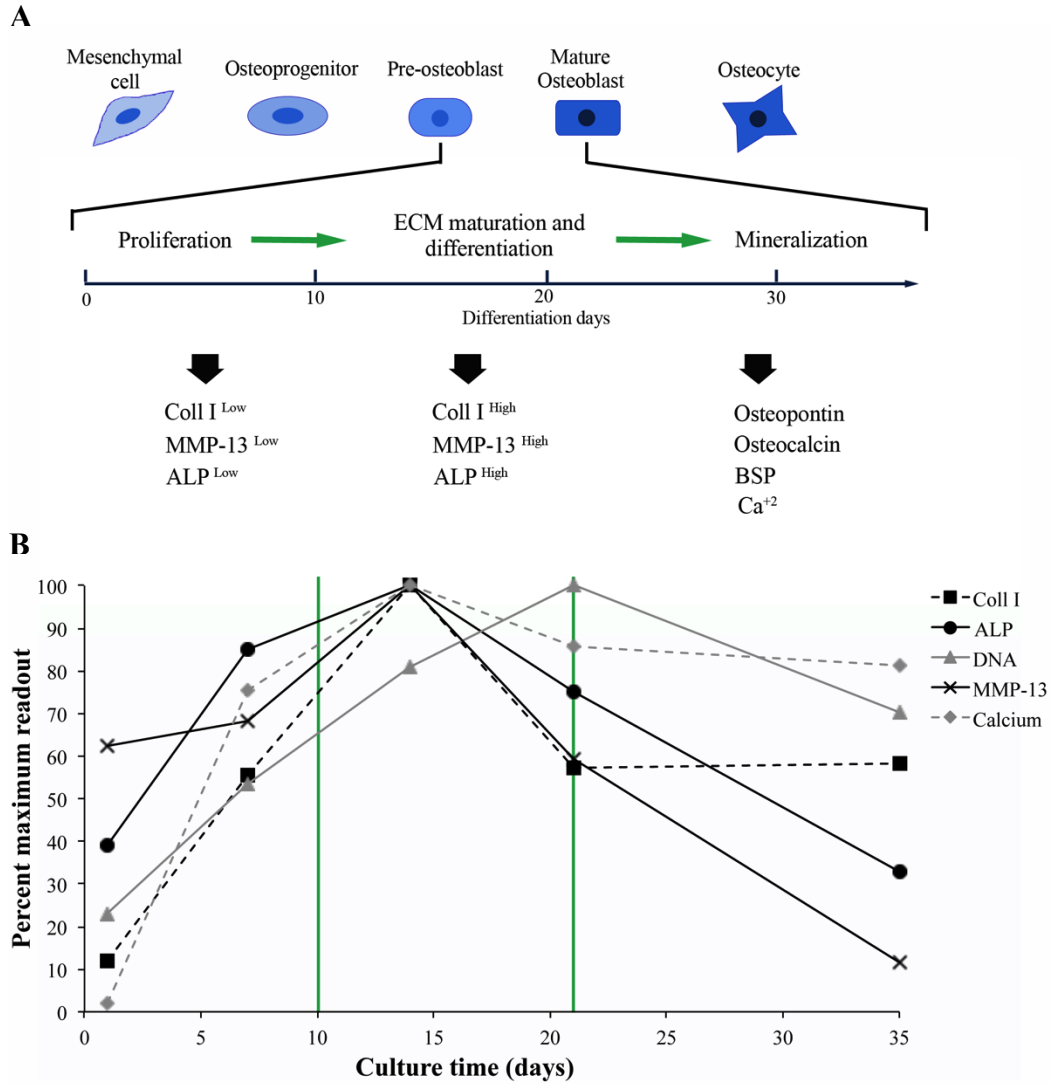 A
Mesenchymal
cell
Osteoprogenitor
Pre-osteoblast
Mature
Osteoblast
Osteocyte
Proliferation
ECM maturation and
differentiation
Mineralization
0
10
20
30
Differentiation days
Coll I Low
MMP-13 Low
ALP Low
Coll I High
MMP-13 High
ALP High
Osteopontin
Osteocalcin
BSP
Ca+2
B
Percent maximum readout
100
90
80
70
60
50
40
30
20
10
0
0
5
10
15
20
25
30
35
Culture time (days)
Coll I
ALP
DNA
MMP-13
Calcium